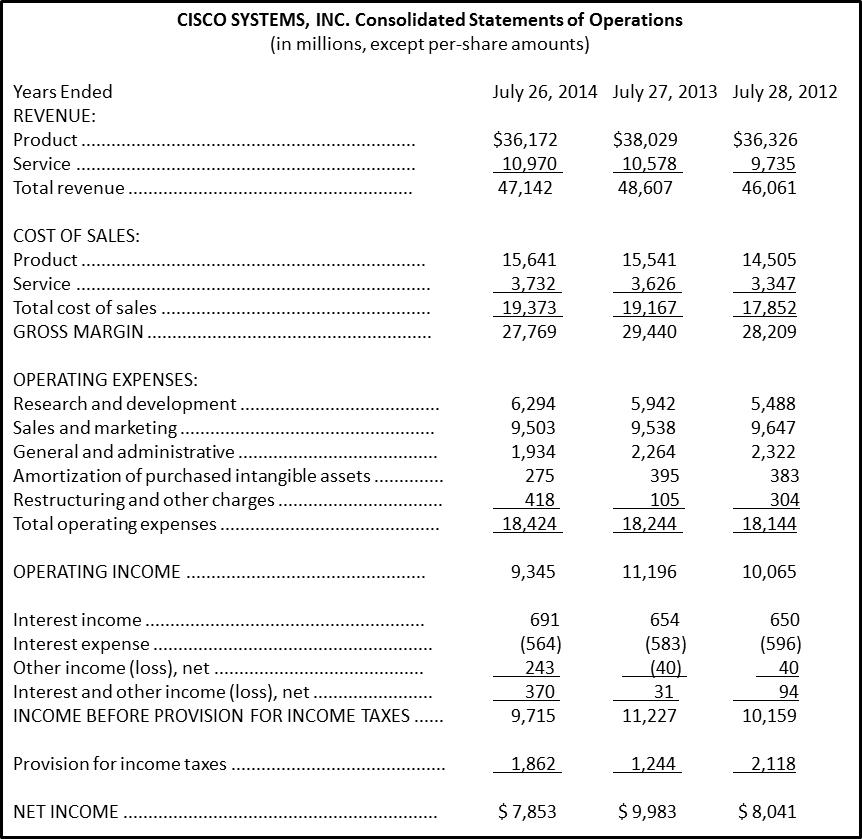 CISCO SYSTEMS, INC. Consolidated Statements of Operations
(in millions, except per-share amounts)
Years Ended July 26, 2014 July 27, 2013 July 28, 2012
REVENUE:
Product ........................................................... $36,172 $38,029 $36,326
Service ........................................................... 10,970 10,578 9,735
Total revenue .................................................. 47,142 48,607 46,061
COST OF SALES:
Product ............................................................ 15,641 15,541 14,505
Service ............................................................. 3,732 3,626 3,347
Total cost of sales ............................................. 19,373 19,167 17,852
GROSS MARGIN ................................................. 27,769 29,440 28,209
OPERATING EXPENSES:
Research and development .................................. 6,294 5,942 5,488
Sales and marketing ............................................ 9,503 9,538 9,647
General and administrative ................................... 1,934 2,264 2,322
Amortization of purchased intangible assets .............. 275 395 383
Restructuring and other charges ............................. 418 105 304
Total operating expenses ...................................... 18,424 18,244 18,144
OPERATING INCOME .......................................... 9,345 11,196 10,065
Interest income ................................................. 691 654 650
Interest expense ................................................. (564) (583) (596)
Other income (loss), net ...................................... 243 (40) 40
Interest and other income (loss), net ....................... 370 31 94
INCOME BEFORE PROVISION FOR INCOME TAXES ...... 9,715 11,227 10,159
Provision for income taxes .................................... 1,862 1,244 2,118
NET INCOME ...................................................... $ 7,853 $ 9,983 $ 8,041